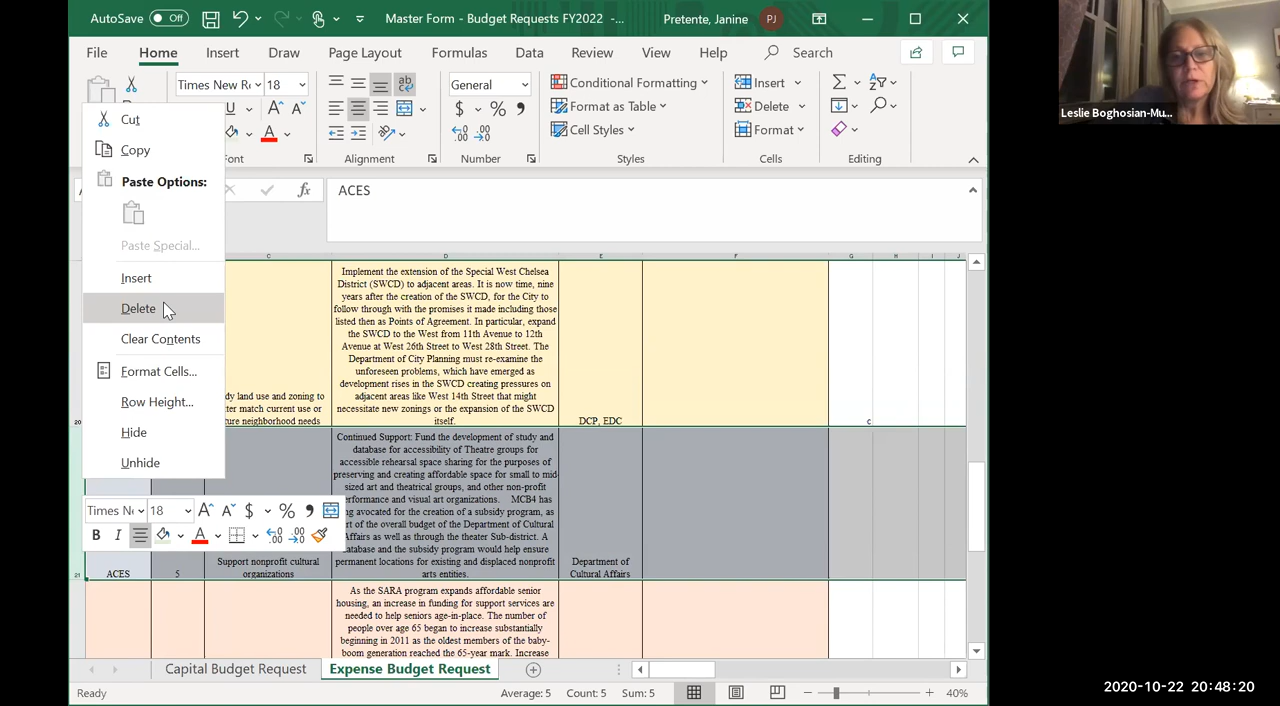 AutoSave Off Master Form - Budget Requests FY2022 -... Pretente, Janine PJ
File Home Insert Draw Page Layout Formulas Data Review View Help Search
Times New R 18 General Conditional Formatting Insert
U $ % Format as Table Delete
A Cell Styles Format
Font Alignment Number Styles Cells Editing
Cut
Copy
Paste Options:
Paste Special...
Insert
Delete
Clear Contents
Format Cells...
Row Height...
Hide
Unhide
fx ACES
C D E F G H I J
Implement the extension of the Special West Chelsea
District (SWCD) to adjacent areas. It is now time, nine
years after the creation of the SWCD, for the City to
follow through with the promises it made including those
listed then as Points of Agreement. In particular, expand
the SWCD to the West from 11th Avenue to 12th
Avenue at West 26th Street to West 28th Street. The
Department of City Planning must re-examine the
unforeseen problems, which have emerged as
development rises in the SWCD creating pressures on
adjacent areas like West 14th Street that might
necessitate new zonings or the expansion of the SWCD
itself.
dy land use and zoning to
ter match current use or
ture neighborhood needs
DCP, EDC
C
20
Continued Support: Fund the development of study and
database for accessibility of Theatre groups for
accessible rehearsal space sharing for the purposes of
preserving and creating affordable space for small to mid-
sized art and theatrical groups, and other non-profit
erformance and visual art organizations. MCB4 has
ng avocated for the creation of a subsidy program, as
rt of the overall budget of the Department of Cultural
Affairs as well as through the theater Sub-district. A
database and the subsidy program would help ensure
permanent locations for existing and displaced nonprofit
arts entities.
Times N 18 A A $ % 9
B I A
21 ACES 5
Support nonprofit cultural
organizations
Department of
Cultural Affairs
As the SARA program expands affordable senior
housing, an increase in funding for support services are
needed to help seniors age-in-place. The number of
people over age 65 began to increase substantially
beginning in 2011 as the oldest members of the baby-
boom generation reached the 65-year mark. Increase
Capital Budget Request Expense Budget Request
Ready Average: 5 Count: 5 Sum: 5 40%
Leslie Boghosian-Mu...
2020-10-22 20:48:20